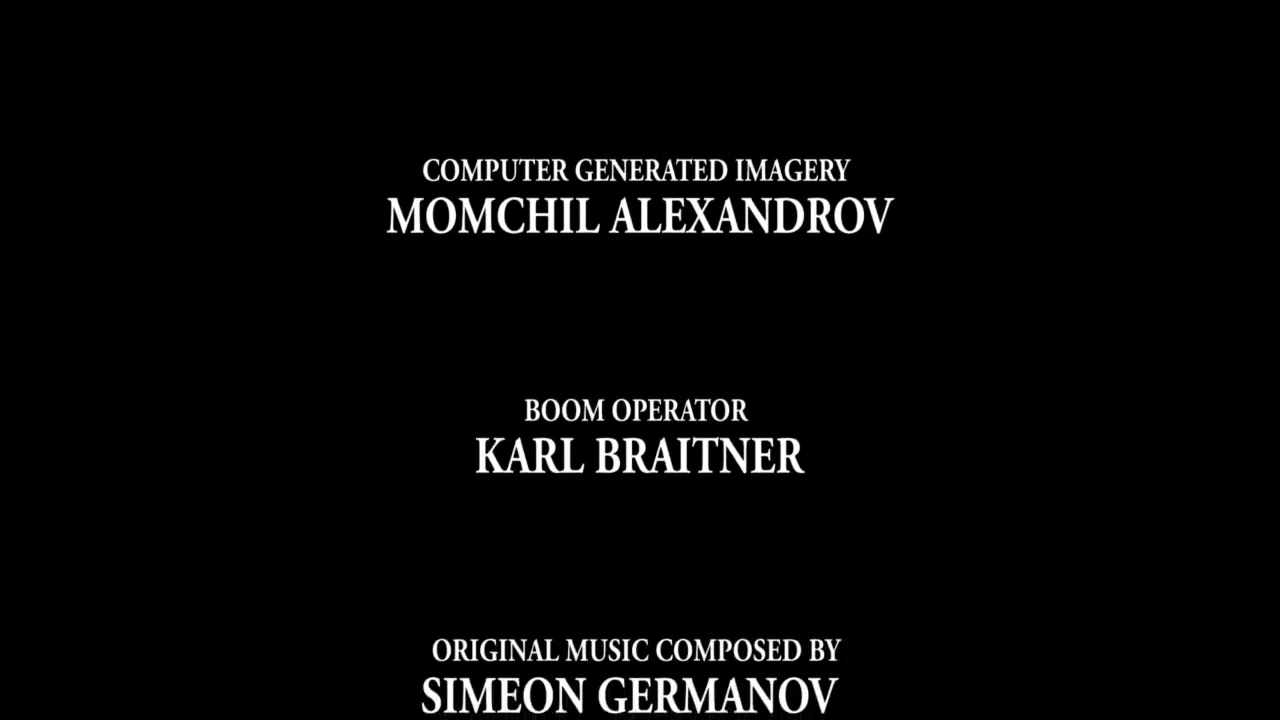 COMPUTER GENERATED IMAGERY
MOMCHIL ALEXANDROV
BOOM OPERATOR
KARL BRAITNER
ORIGINAL MUSIC COMPOSED BY
SIMEON GERMANOV